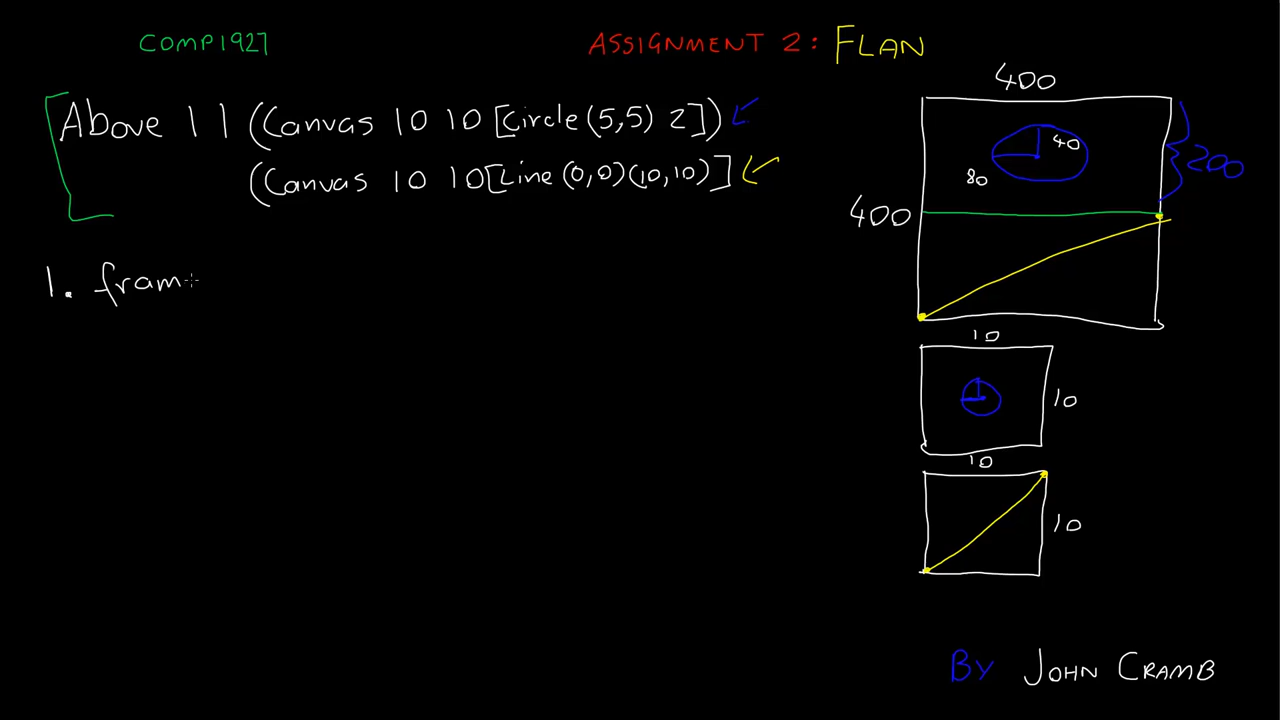 COMP1927
ASSIGNMENT 2: FLAN
400
Above 1 1 (Canvas 10 10 [Circle (5,5) 2])
(Canvas 10 10 [Line (0,0) (10,10)]
40
80
200
400
1. fram
10
10
10
10
BY JOHN CRAMB